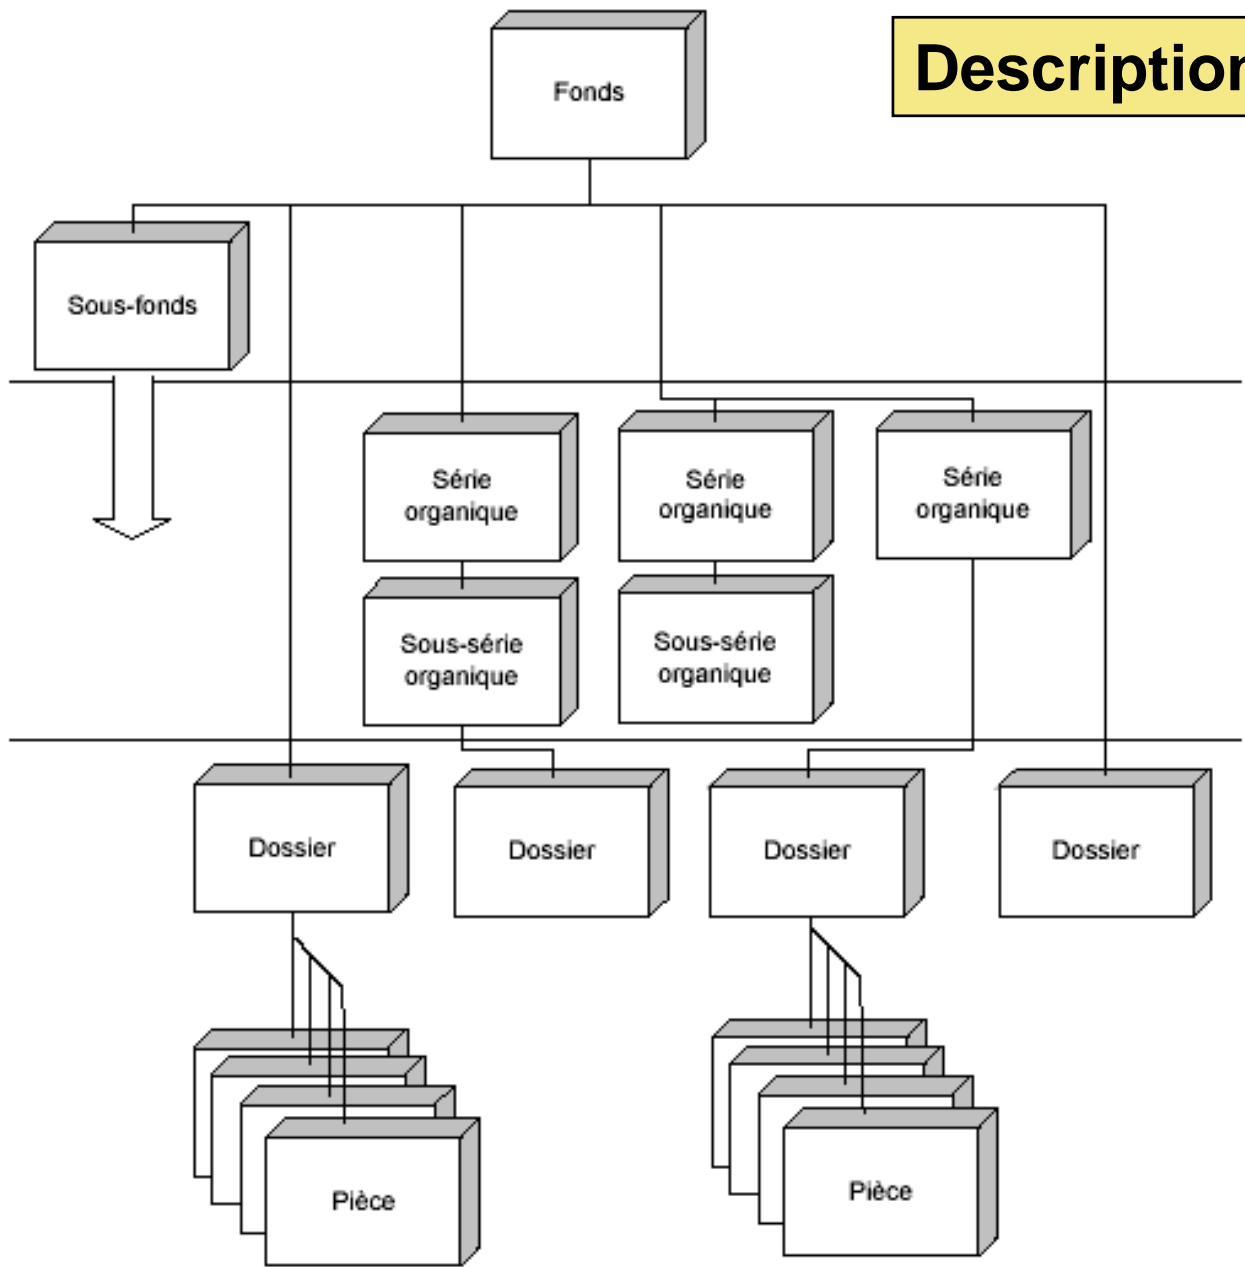 Description
Fonds
Sous-fonds
Série
organique
Série
organique
Série
organique
Sous-série
organique
Sous-série
organique
Dossier
Dossier
Dossier
Dossier
Pièce
Pièce